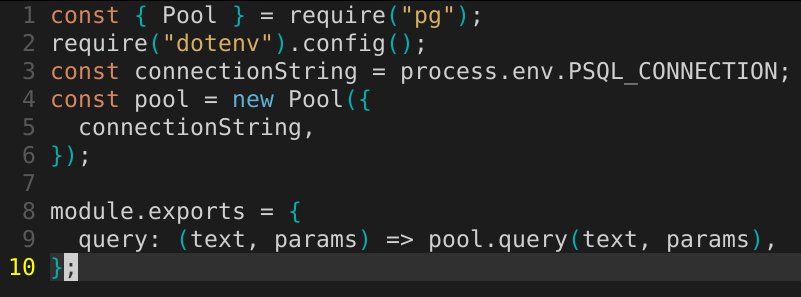 1 const { Pool } = require("pg");
2 require("dotenv").config();
3 const connectionString = process.env.PSQL_CONNECTION;
4 const pool = new Pool({
5   connectionString,
6 });
7
8 module.exports = {
9   query: (text, params) => pool.query(text, params),
10 };